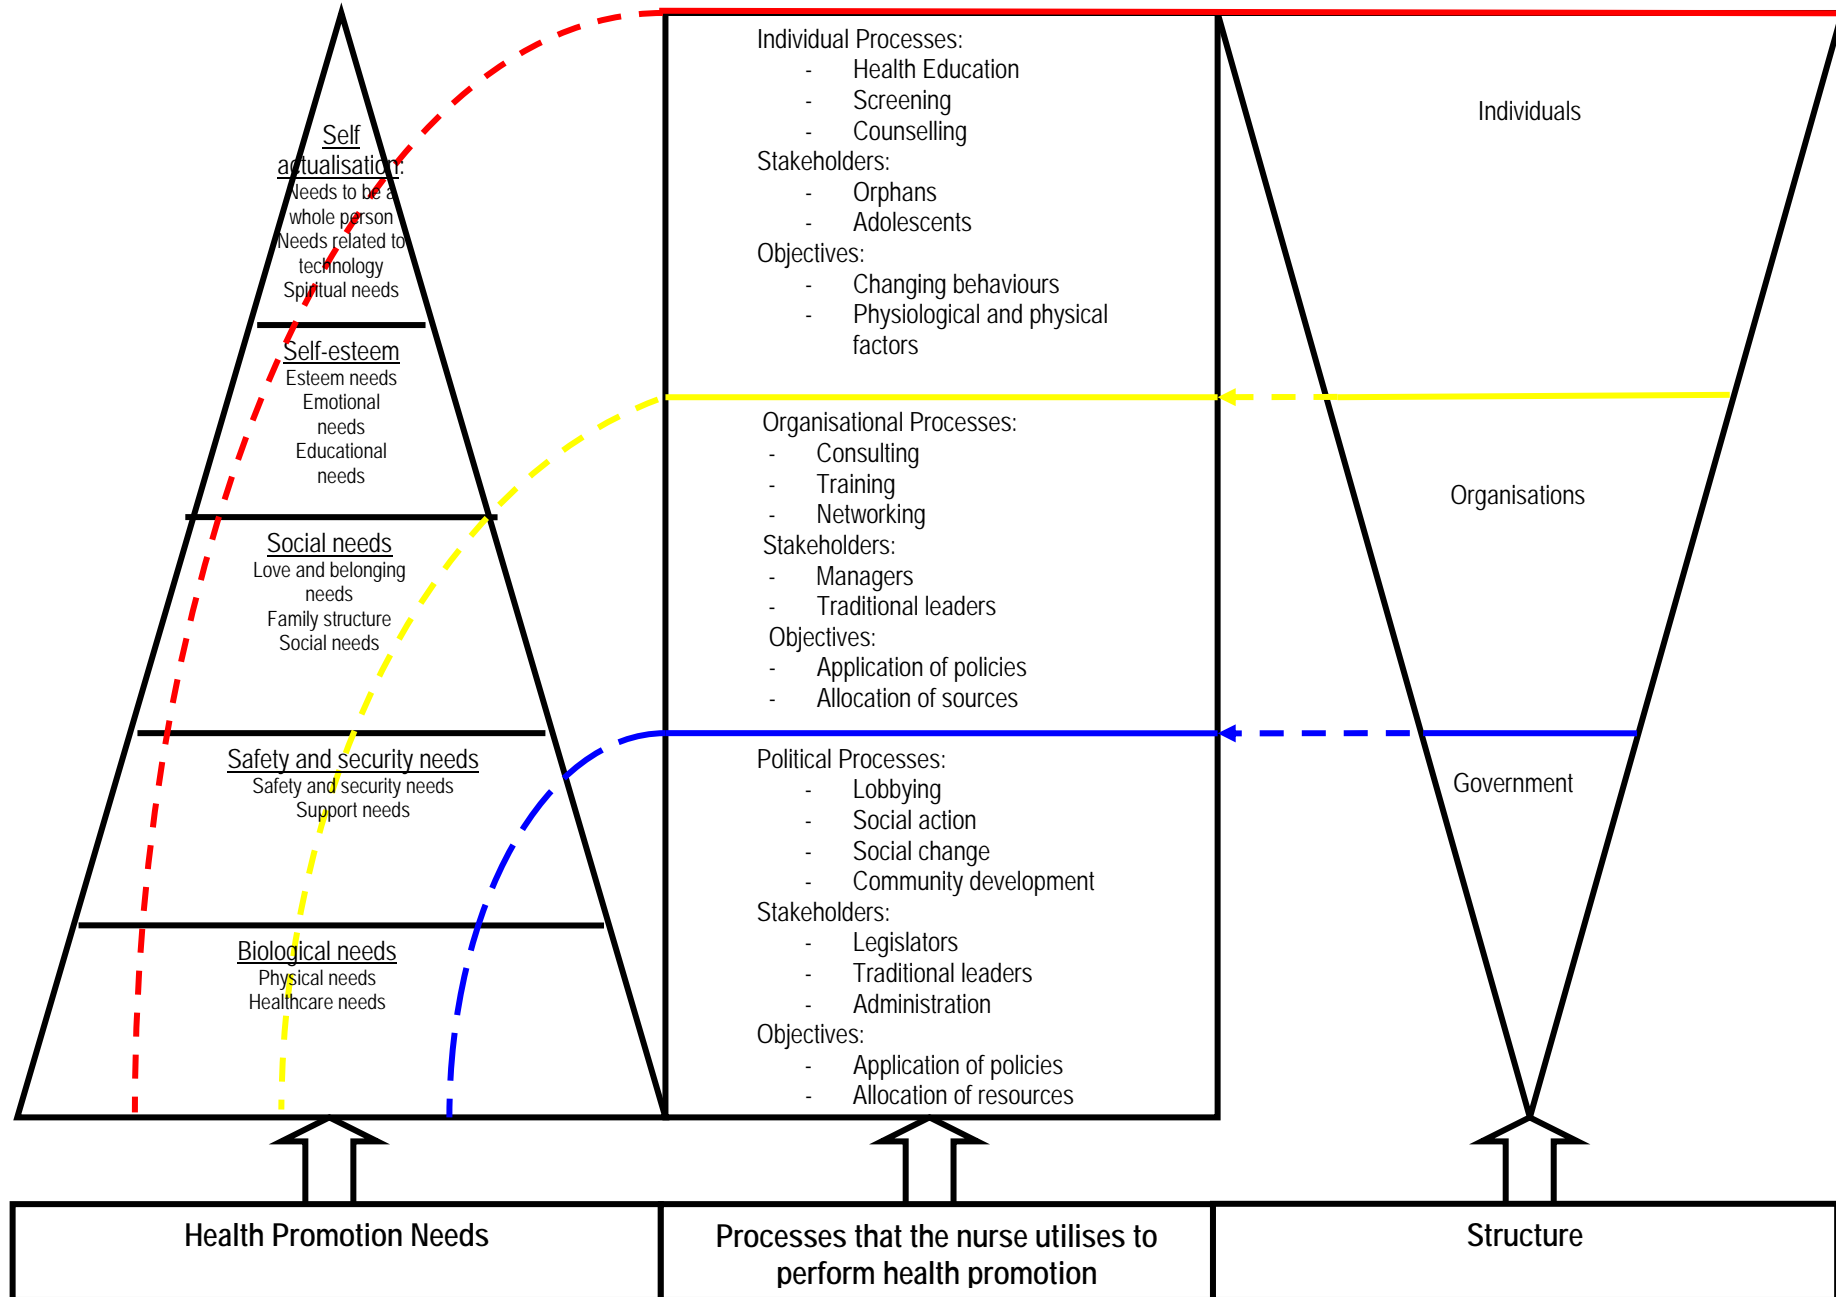 Self
actualisation:
Needs to be a
whole person
Needs related to
technology
Spiritual needs
Self-esteem
Esteem needs
Emotional
needs
Educational
needs
Social needs
Love and belonging
needs
Family structure
Social needs
Safety and security needs
Safety and security needs
Support needs
Biological needs
Physical needs
Healthcare needs
Individual Processes:
- Health Education
- Screening
- Counselling
Stakeholders:
- Orphans
- Adolescents
Objectives:
- Changing behaviours
- Physiological and physical
factors
Organisational Processes:
- Consulting
- Training
- Networking
Stakeholders:
- Managers
- Traditional leaders
Objectives:
- Application of policies
- Allocation of sources
Political Processes:
- Lobbying
- Social action
- Social change
- Community development
Stakeholders:
- Legislators
- Traditional leaders
- Administration
Objectives:
- Application of policies
- Allocation of resources
Individuals
Organisations
Government
Health Promotion Needs
Processes that the nurse utilises to
perform health promotion
Structure